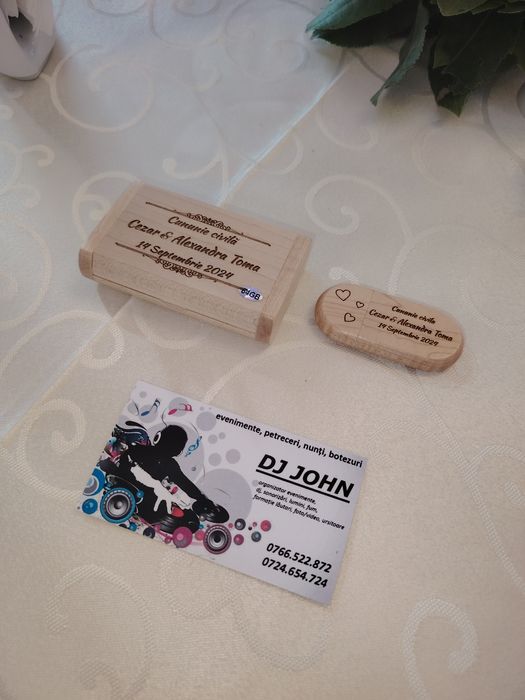 Cununie civilă
Cezar & Alexandra Toma
14 Septembrie 2024
Cununie civila
Cezar & Alexandra Toma
14 Septembrie 2024
evenimente, petreceri, nunți, botezuri
DJ JOHN
organizator evenimente,
dj, sonorizări, lumini, fum,
formație lăutari, foto/video, ursitoare
0766.522.872
0724.654.724